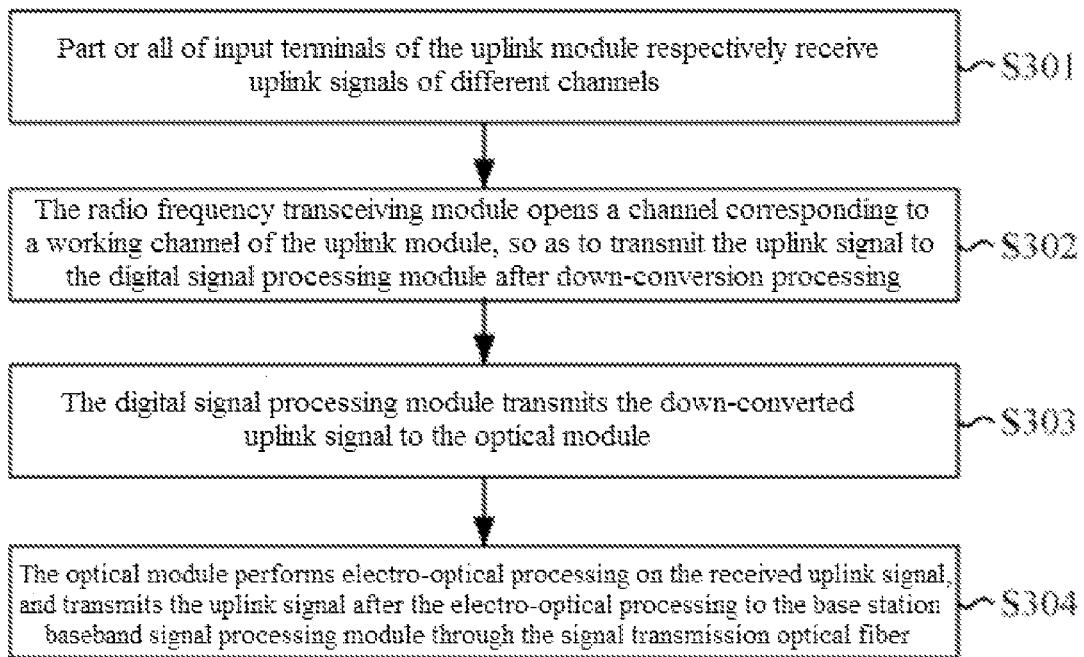 Part or all of input terminals of the uplink module respectively receive
uplink signals of different channels
S301
The radio frequency transceiving module opens a channel corresponding to
a working channel of the uplink module, so as to transmit the uplink signal to
the digital signal processing module after down-conversion processing
S302
The digital signal processing module transmits the down-converted
uplink signal to the optical module
S303
The optical module performs electro-optical processing on the received uplink signal,
and transmits the uplink signal after the electro-optical processing to the base station
baseband signal processing module through the signal transmission optical fiber
S304